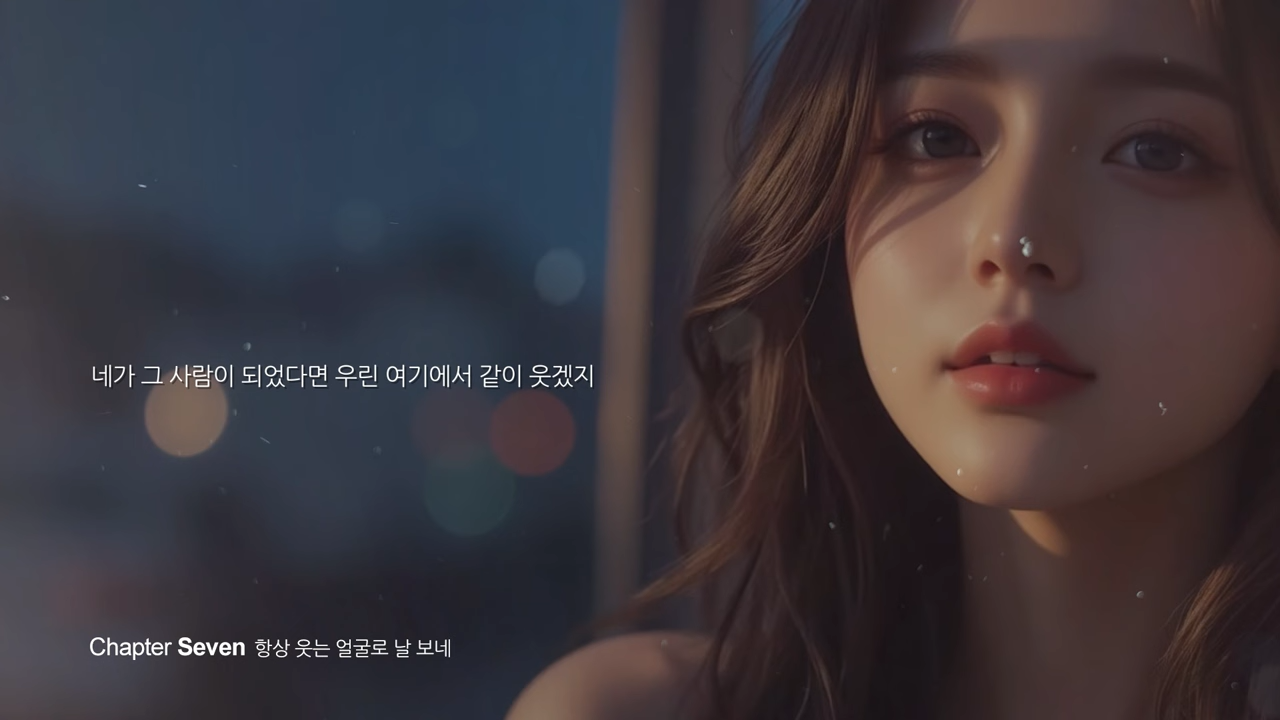 네가 그 사람이 되었다면 우린 여기에서 같이 웃겠지
Chapter Seven 항상 웃는 얼굴로 날 보네